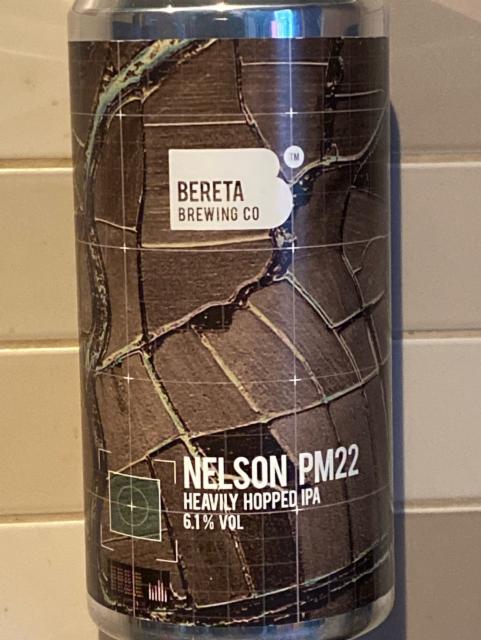 TM
BERETA
BREWING CO
NELSON PM22
HEAVILY HOPPED IPA
6.1% VOL